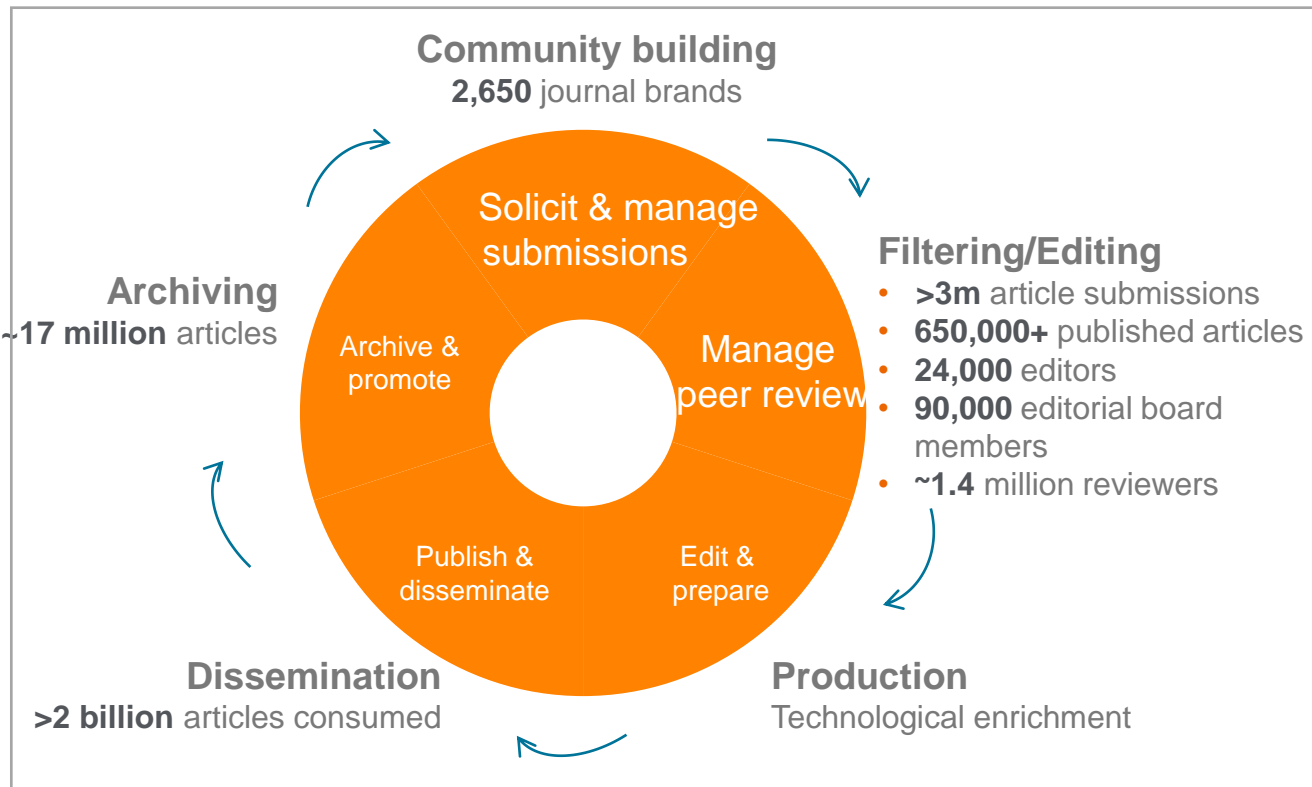 Community building
2,650 journal brands
Solicit & manage
submissions
Filtering/Editing
• >3m article submissions
• 650,000+ published articles
• 24,000 editors
• 90,000 editorial board
members
• ~1.4 million reviewers
Manage
peer review
Archiving
~17 million articles
Archive &
promote
Publish &
disseminate
Edit &
prepare
Dissemination
>2 billion articles consumed
Production
Technological enrichment